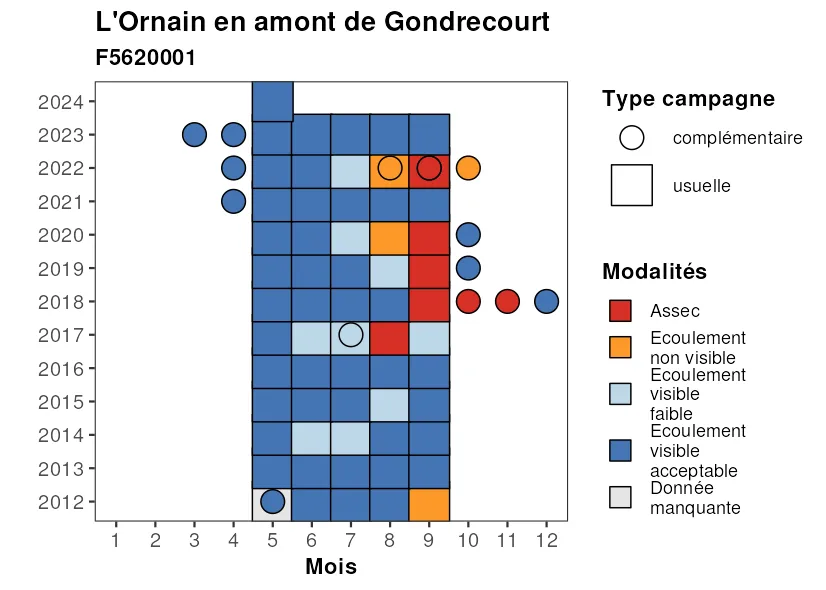 L'Ornain en amont de Gondrecourt
F5620001
2024
2023
2022
2021
2020
2019
2018
2017
2016
2015
2014
2013
2012
1 2 3 4 5 6 7 8 9 10 11 12
Mois
Type campagne
complémentaire
usuelle
Modalités
Assec
Ecoulement
non visible
Ecoulement
visible
faible
Ecoulement
visible
acceptable
Donnée
manquante